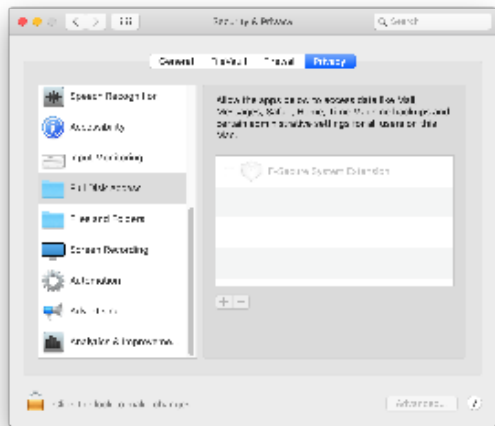 Security & Privacy
Search
General FileVault Firewall Privacy
Speech Recognition
Accessibility
Input Monitoring
Full Disk Access
Files and Folders
Screen Recording
Automation
Advertising
Analytics & Improveme...
Allow the apps below to access data like Mail,
Messages, Safari, Home, Time Machine backups and
certain administrative settings for all users on this
Mac.
F-Secure System Extension
+ −
Click the lock to make changes.
Advanced... ?